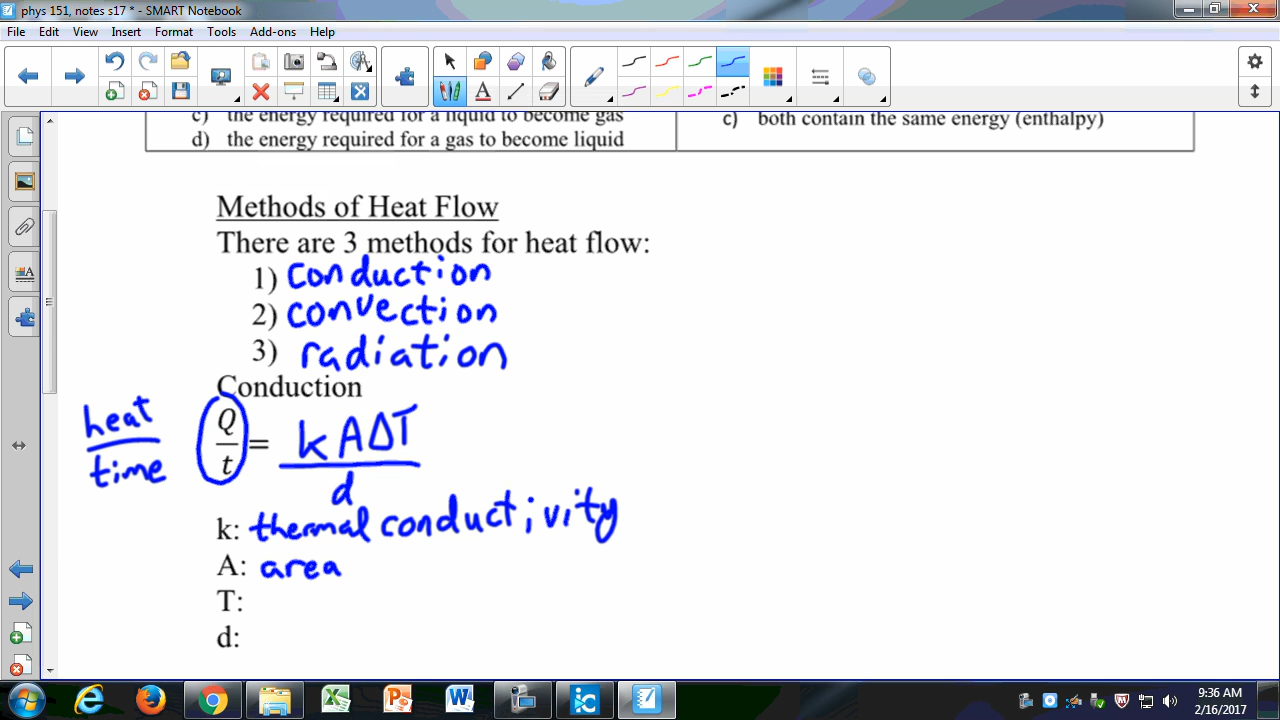 phys 151, notes s17 * - SMART Notebook
File Edit View Insert Format Tools Add-ons Help
c) the energy required for a liquid to become gas
d) the energy required for a gas to become liquid
c) both contain the same energy (enthalpy)
Methods of Heat Flow
There are 3 methods for heat flow:
1) conduction
2) convection
3) radiation
Conduction
heat
time
Q
t
=
kAΔT
d
k: thermal conductivity
A: area
T:
d:
9:36 AM
2/16/2017